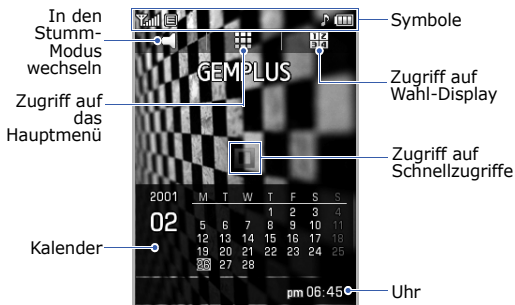 In den
Stumm-
Modus
wechseln
Symbole
GEMPLUS
Zugriff auf
das
Hauptmenü
Zugriff auf
Wahl-Display
Zugriff auf
Schnellzugriffe
2001
02
M T W T F S S
1 2 3 4
5 6 7 8 9 10 11
12 13 14 15 16 17 18
19 20 21 22 23 24 25
26 27 28
Kalender
pm 06:45
Uhr